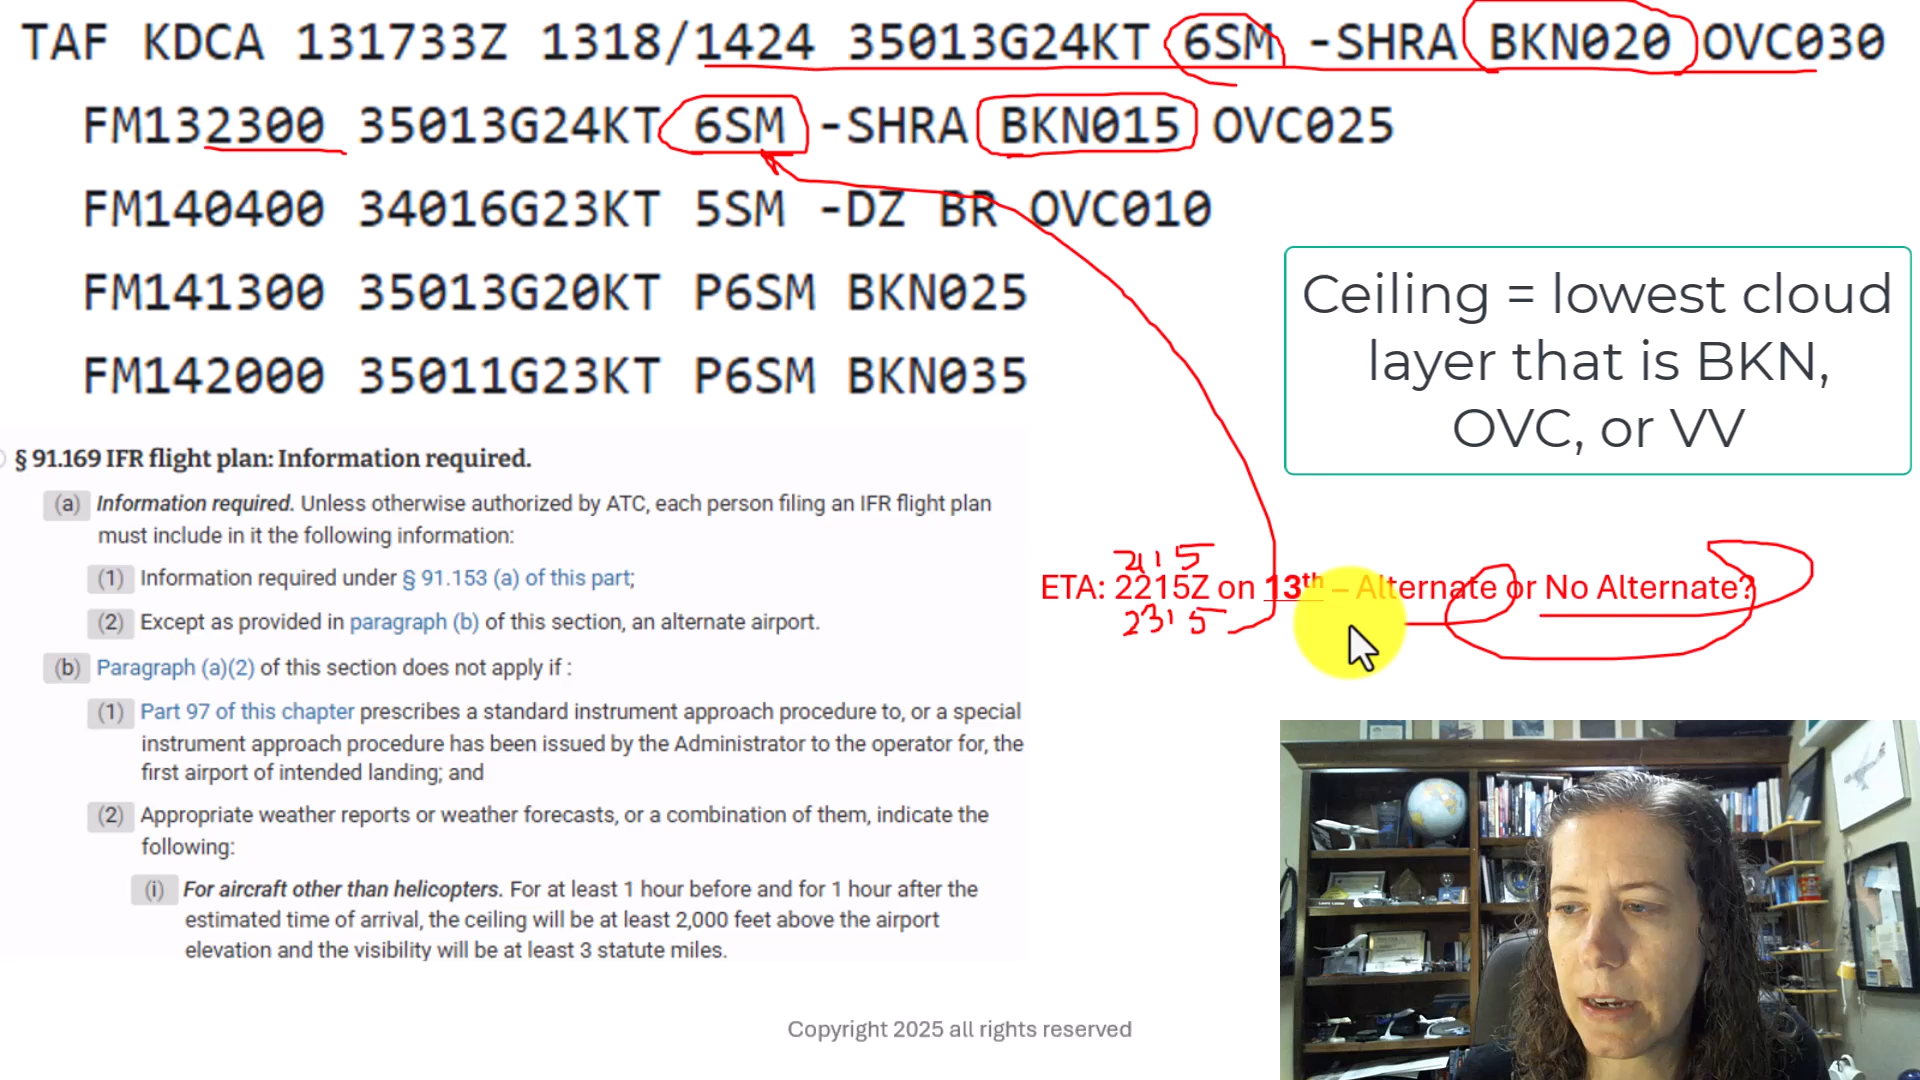 TAF KDCA 131733Z 1318/1424 35013G24KT 6SM -SHRA BKN020 OVC030
FM132300 35013G24KT 6SM -SHRA BKN015 OVC025
FM140400 34016G23KT 5SM -DZ BR OVC010
FM141300 35013G20KT P6SM BKN025
FM142000 35011G23KT P6SM BKN035
Ceiling = lowest cloud
layer that is BKN,
OVC, or VV
§ 91.169 IFR flight plan: Information required.
(a) Information required. Unless otherwise authorized by ATC, each person filing an IFR flight plan
must include in it the following information:
(1) Information required under § 91.153 (a) of this part;
(2) Except as provided in paragraph (b) of this section, an alternate airport.
(b) Paragraph (a)(2) of this section does not apply if :
(1) Part 97 of this chapter prescribes a standard instrument approach procedure to, or a special
instrument approach procedure has been issued by the Administrator to the operator for, the
first airport of intended landing; and
(2) Appropriate weather reports or weather forecasts, or a combination of them, indicate the
following:
(i) For aircraft other than helicopters. For at least 1 hour before and for 1 hour after the
estimated time of arrival, the ceiling will be at least 2,000 feet above the airport
elevation and the visibility will be at least 3 statute miles.
2115
ETA: 2215Z on 13th – Alternate or No Alternate?
2315
Copyright 2025 all rights reserved